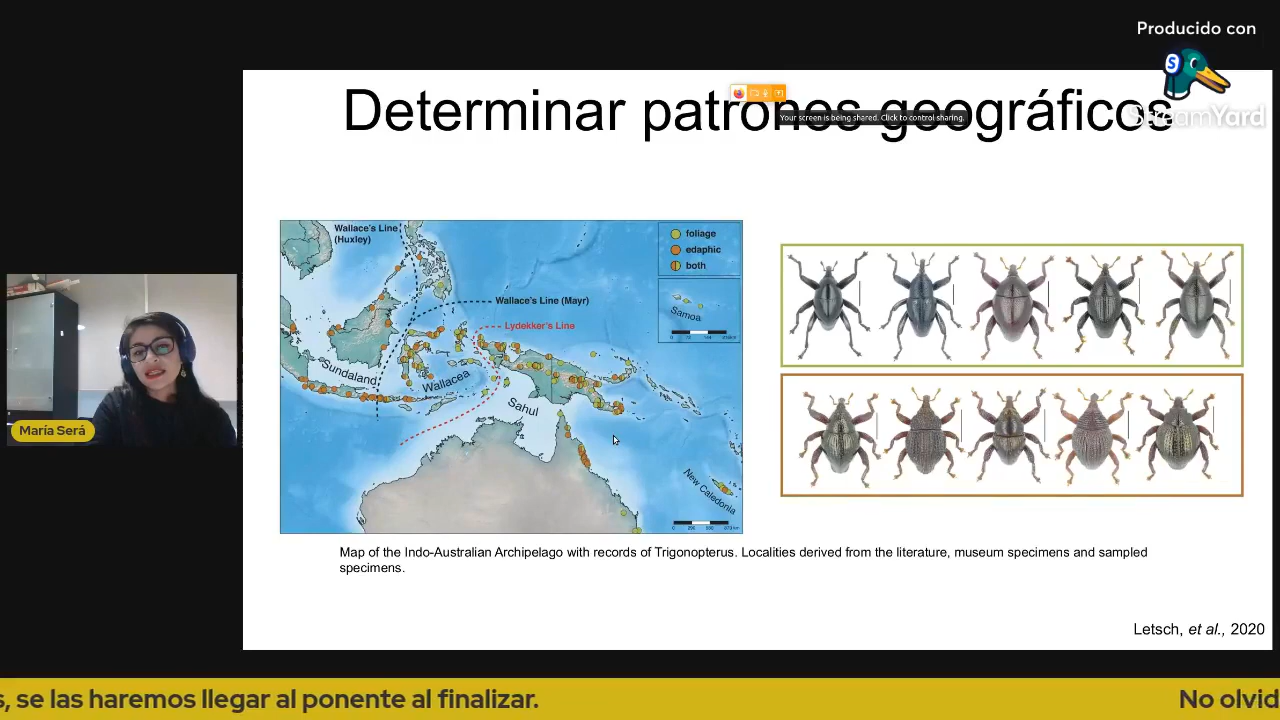 Producido con
StreamYard
Determinar patrones geográficos
Your screen is being shared. Click to control sharing.
Wallace's Line
(Huxley)
foliage
edaphic
both
Wallace's Line (Mayr)
Samoa
Lydekker's Line
Sundaland
Wallacea
Sahul
New Caledonia
María Será
Map of the Indo-Australian Archipelago with records of Trigonopterus. Localities derived from the literature, museum specimens and sampled
specimens.
Letsch, et al., 2020
s, se las haremos llegar al ponente al finalizar.
No olvid